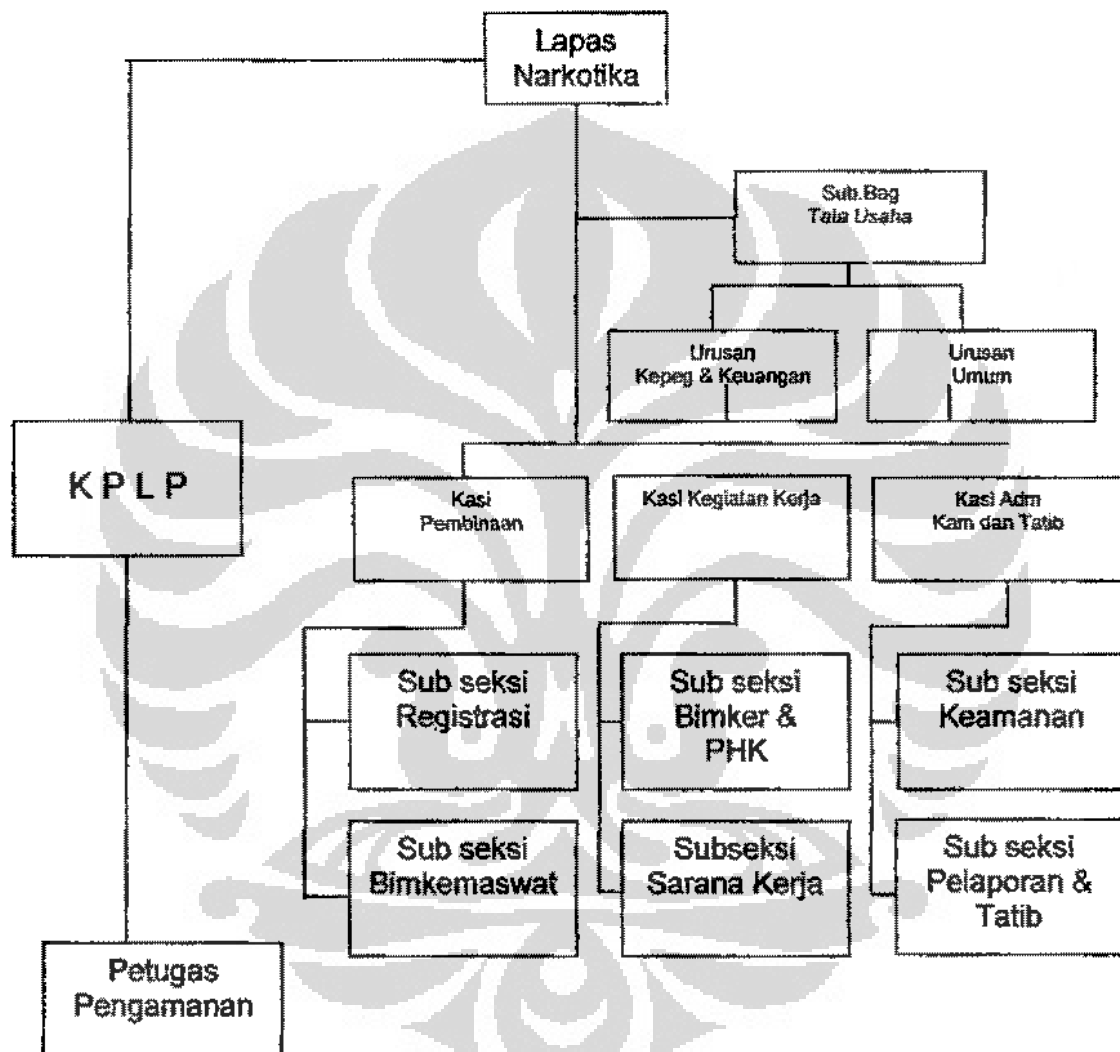 Lapas
Narkotika
Sub.Bag
Tata Usaha
Urusan
Kepeg & Keuangan
Urusan
Umum
K P L P
Kasi
Pembinaan
Kasi Kegiatan Kerja
Kasi Adm
Kam dan Tatib
Sub seksi
Registrasi
Sub seksi
Bimker &
PHK
Sub seksi
Keamanan
Sub seksi
Bimkemaswat
Subseksi
Sarana Kerja
Sub seksi
Pelaporan &
Tatib
Petugas
Pengamanan